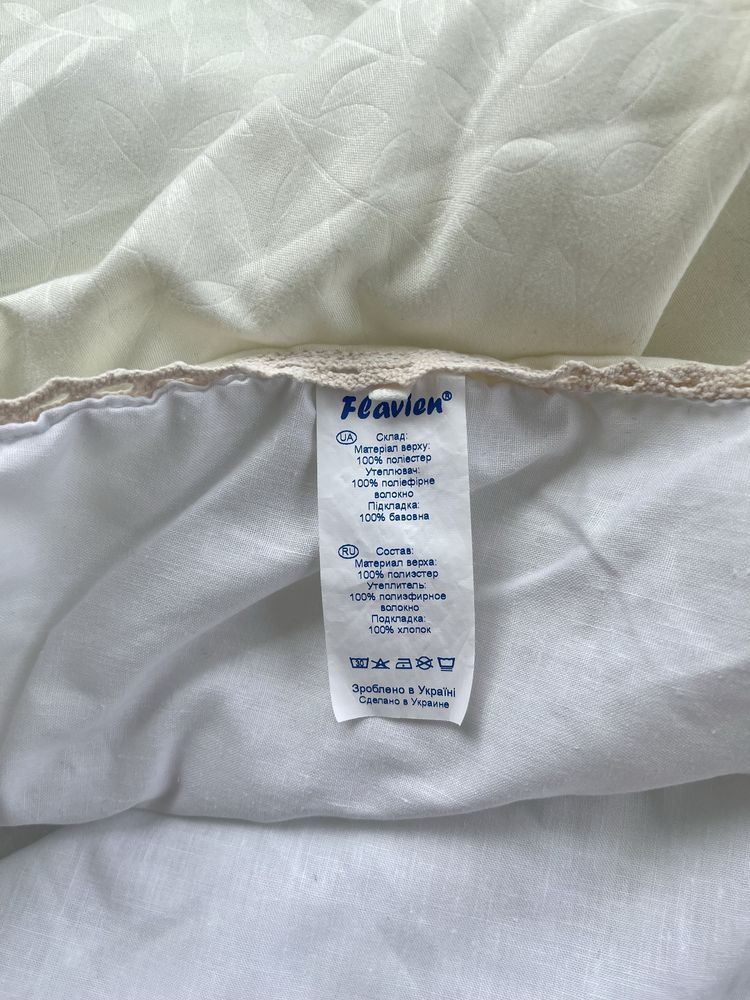 Flavien®
UA Склад:
Матеріал верху:
100% поліестер
Утеплювач:
100% поліефірне
волокно
Підкладка:
100% бавовна
RU Состав:
Материал верха:
100% полиэстер
Утеплитель:
100% полиэфирное
волокно
Подкладка:
100% хлопок
Зроблено в Україні
Сделано в Украине